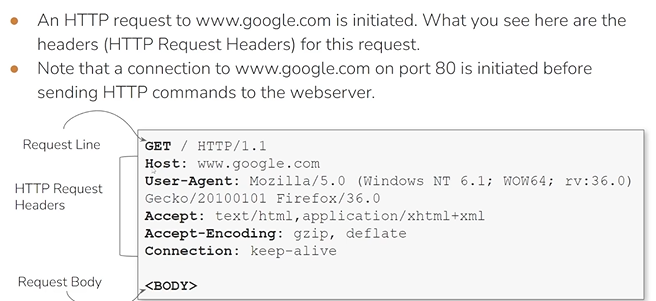 ● An HTTP request to www.google.com is initiated. What you see here are the
headers (HTTP Request Headers) for this request.
● Note that a connection to www.google.com on port 80 is initiated before
sending HTTP commands to the webserver.
Request Line
GET / HTTP/1.1
Host: www.google.com
HTTP Request
Headers
User-Agent: Mozilla/5.0 (Windows NT 6.1; WOW64; rv:36.0)
Gecko/20100101 Firefox/36.0
Accept: text/html,application/xhtml+xml
Accept-Encoding: gzip, deflate
Connection: keep-alive
Request Body
<BODY>